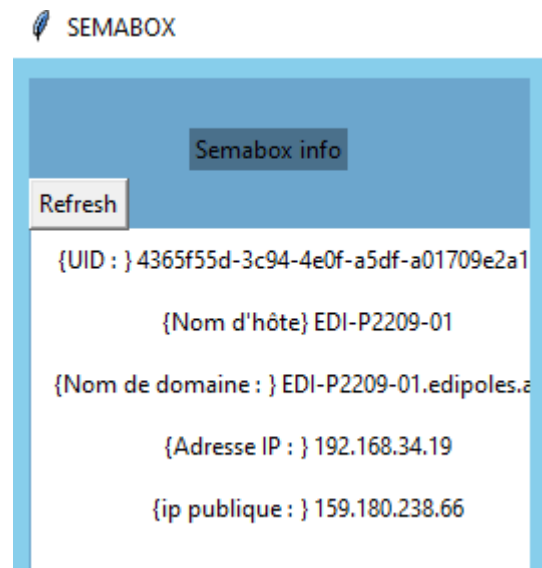 SEMABOX
Semabox info
Refresh
{UID : } 4365f55d-3c94-4e0f-a5df-a01709e2a1
{Nom d'hôte} EDI-P2209-01
{Nom de domaine : } EDI-P2209-01.edipoles.a
{Adresse IP : } 192.168.34.19
{ip publique : } 159.180.238.66